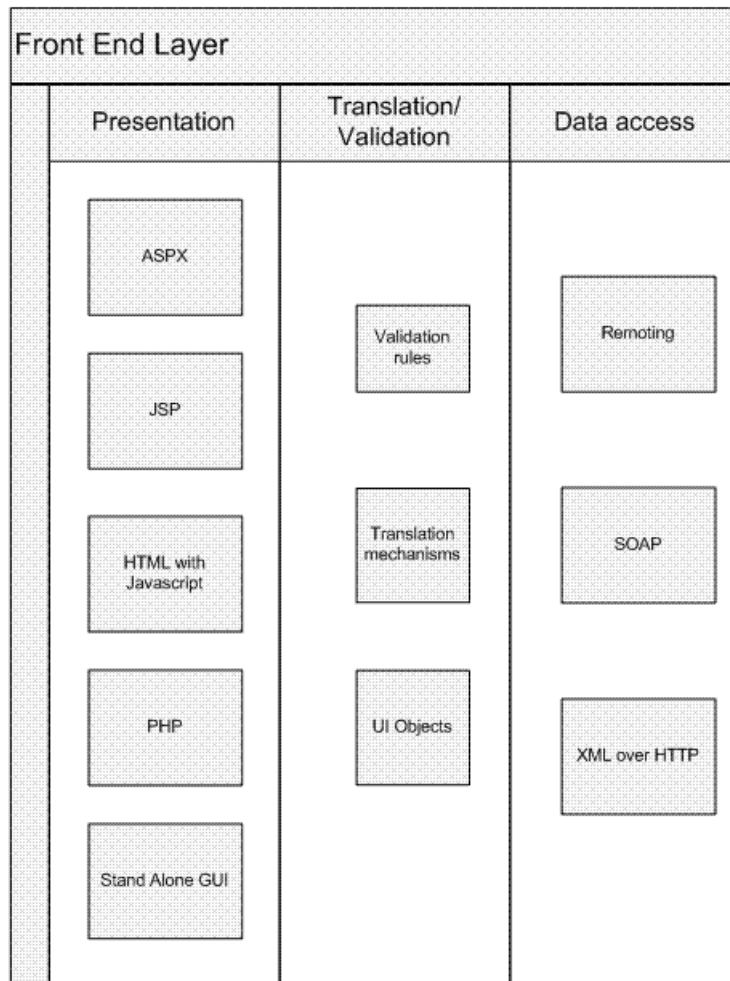 Front End Layer
Presentation
Translation/
Validation
Data access
ASPX
JSP
HTML with
Javascript
PHP
Stand Alone GUI
Validation
rules
Translation
mechanisms
UI Objects
Remoting
SOAP
XML over HTTP